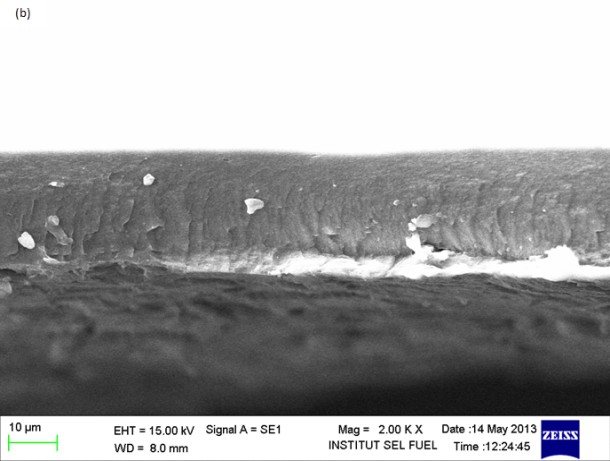 (b)
10 µm
EHT = 15.00 kV Signal A = SE1 Mag = 2.00 K X Date :14 May 2013
WD = 8.0 mm INSTITUT SEL FUEL Time :12:24:45
ZEISS